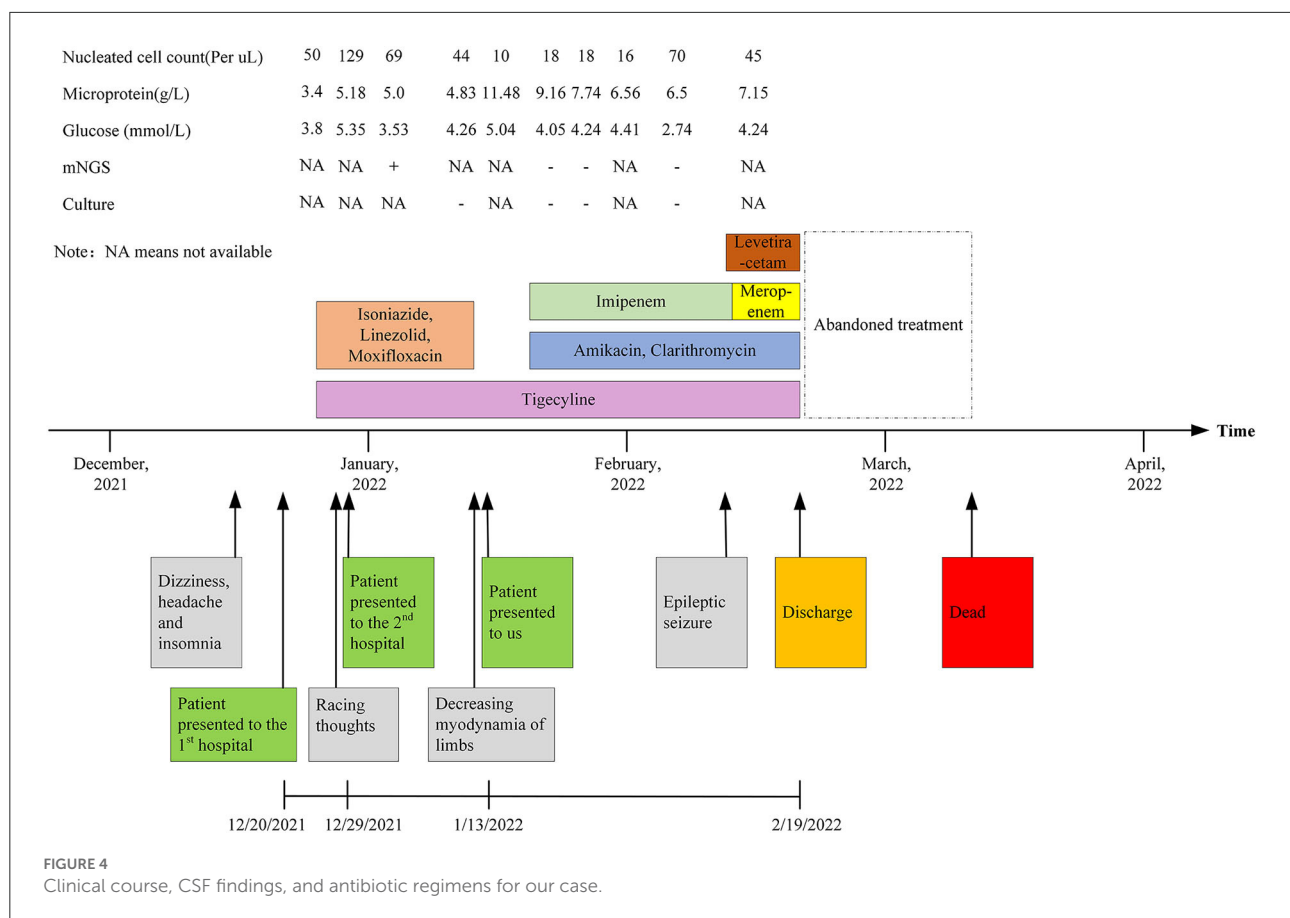 Nucleated cell count(Per uL) 50 129 69 44 10 18 18 16 70 45
Microprotein(g/L) 3.4 5.18 5.0 4.83 11.48 9.16 7.74 6.56 6.5 7.15
Glucose (mmol/L) 3.8 5.35 3.53 4.26 5.04 4.05 4.24 4.41 2.74 4.24
mNGS NA NA + NA NA - - NA - NA
Culture NA NA NA - NA - - NA - NA
Note: NA means not available
Levetira
-cetam
Isoniazide,
Linezolid,
Moxifloxacin
Imipenem
Merop-
enem
Abandoned treatment
Amikacin, Clarithromycin
Tigecyline
Time
December,
2021
January,
2022
February,
2022
March,
2022
April,
2022
Dizziness,
headache
and
insomnia
Patient
presented
to the 2nd
hospital
Patient
presented
to us
Epileptic
seizure
Discharge
Dead
Patient
presented to the
1st hospital
Racing
thoughts
Decreasing
myodynamia of
limbs
12/20/2021 12/29/2021 1/13/2022 2/19/2022
FIGURE 4
Clinical course, CSF findings, and antibiotic regimens for our case.